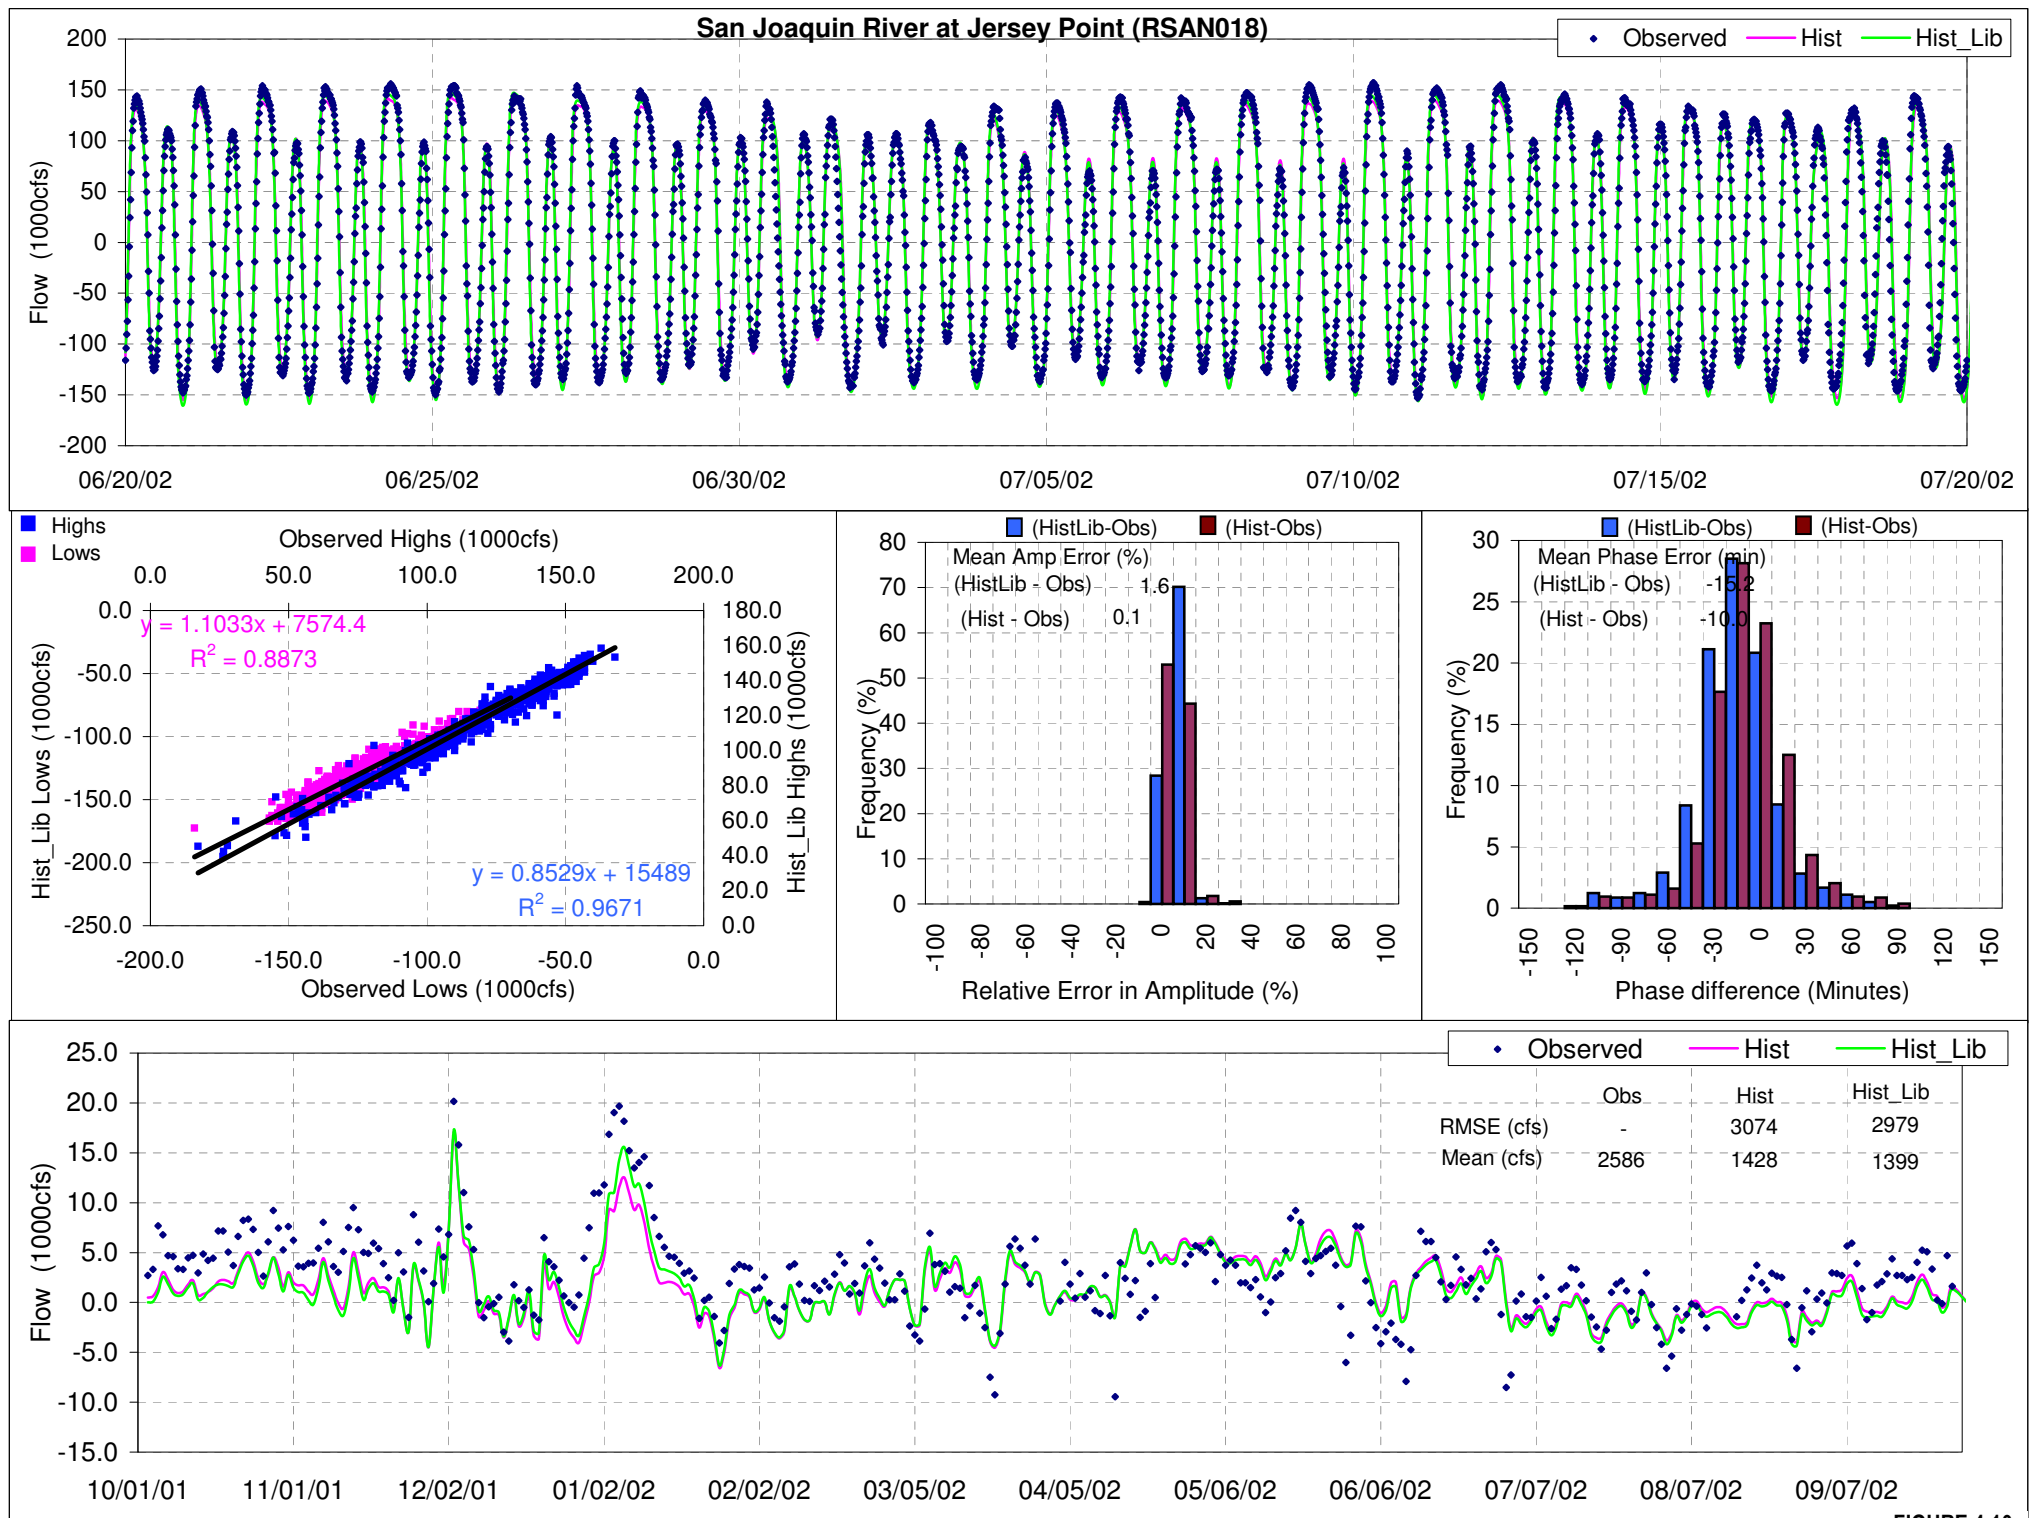 San Joaquin River at Jersey Point (RSAN018)
Observed Hist Hist_Lib
Flow (1000cfs)
200
150
100
50
0
-50
-100
-150
-200
06/20/02 06/25/02 06/30/02 07/05/02 07/10/02 07/15/02 07/20/02
Highs
Lows
Observed Highs (1000cfs)
0.0 50.0 100.0 150.0 200.0
Hist_Lib Lows (1000cfs)
0.0
-50.0
-100.0
-150.0
-200.0
-250.0
y = 1.1033x + 7574.4
R2 = 0.8873
y = 0.8529x + 15489
R2 = 0.9671
180.0
160.0
140.0
120.0
100.0
80.0
60.0
40.0
20.0
0.0
Hist_Lib Highs (1000cfs)
-200.0 -150.0 -100.0 -50.0 0.0
Observed Lows (1000cfs)
(HistLib-Obs) (Hist-Obs)
Mean Amp Error (%)
(HistLib - Obs) 1.6
(Hist - Obs) 0.1
Frequency (%)
80
70
60
50
40
30
20
10
0
-100 -80 -60 -40 -20 0 20 40 60 80 100
Relative Error in Amplitude (%)
(HistLib-Obs) (Hist-Obs)
Mean Phase Error (min)
(HistLib - Obs) -15.2
(Hist - Obs) -10.0
Frequency (%)
30
25
20
15
10
5
0
-150 -120 -90 -60 -30 0 30 60 90 120 150
Phase difference (Minutes)
Observed Hist Hist_Lib
Obs Hist Hist_Lib
RMSE (cfs) - 3074 2979
Mean (cfs) 2586 1428 1399
Flow (1000cfs)
25.0
20.0
15.0
10.0
5.0
0.0
-5.0
-10.0
-15.0
10/01/01 11/01/01 12/02/01 01/02/02 02/02/02 03/05/02 04/05/02 05/06/02 06/06/02 07/07/02 08/07/02 09/07/02